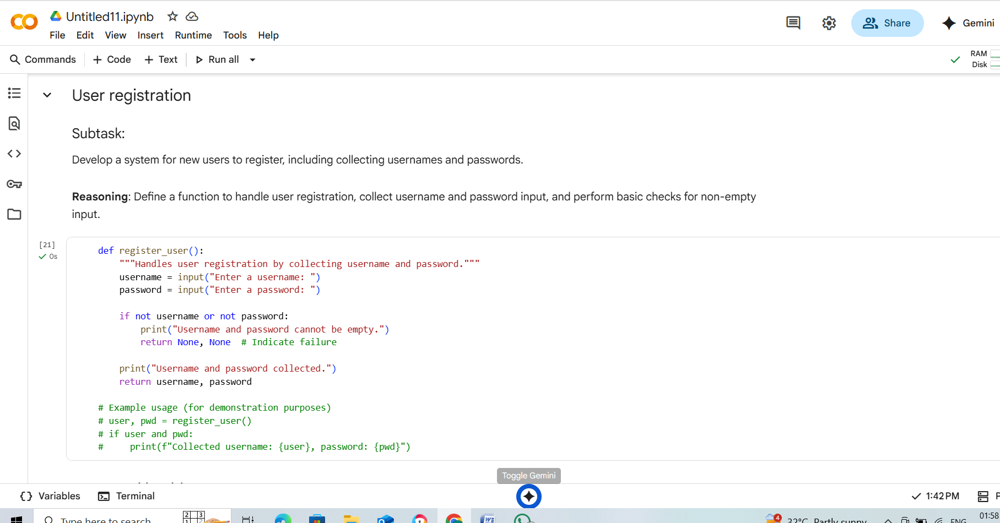 Untitled11.ipynb
File Edit View Insert Runtime Tools Help
Share
Gemini
Commands + Code + Text Run all
RAM
Disk
User registration
Subtask:
Develop a system for new users to register, including collecting usernames and passwords.
Reasoning: Define a function to handle user registration, collect username and password input, and perform basic checks for non-empty
input.
[21]
0s
def register_user():
    """Handles user registration by collecting username and password."""
    username = input("Enter a username: ")
    password = input("Enter a password: ")
    if not username or not password:
        print("Username and password cannot be empty.")
        return None, None  # Indicate failure
    print("Username and password collected.")
    return username, password
# Example usage (for demonstration purposes)
# user, pwd = register_user()
# if user and pwd:
#     print(f"Collected username: {user}, password: {pwd}")
Toggle Gemini
{} Variables Terminal
1:42 PM
P
Type here to search
2 3
1
4
32°C Partly sunny
ENG
01:58